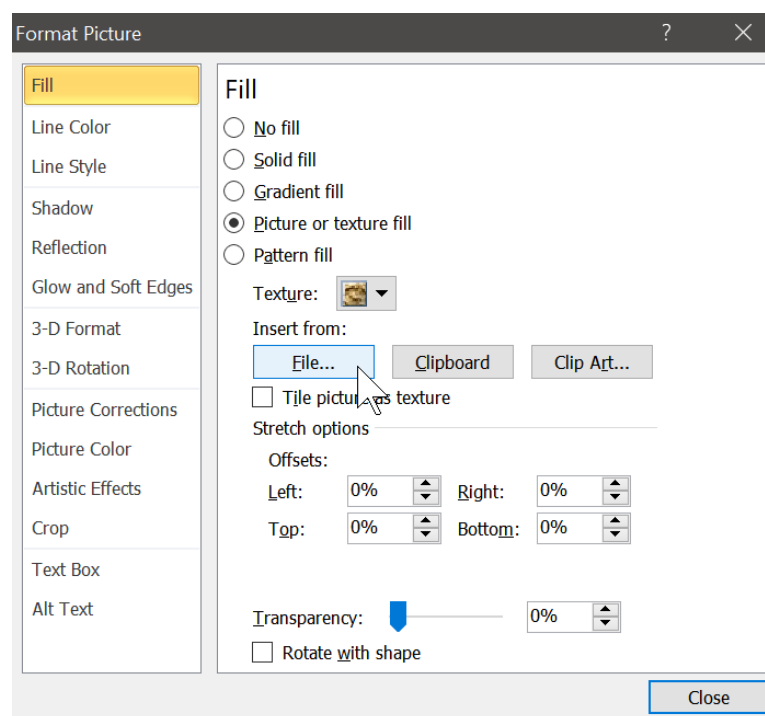 Format Picture ? ×
Fill
Line Color
Line Style
Shadow
Reflection
Glow and Soft Edges
3-D Format
3-D Rotation
Picture Corrections
Picture Color
Artistic Effects
Crop
Text Box
Alt Text
Fill
No fill
Solid fill
Gradient fill
Picture or texture fill
Pattern fill
Texture:
Insert from:
File... Clipboard Clip Art...
Tile picture as texture
Stretch options
Offsets:
Left: 0% Right: 0%
Top: 0% Bottom: 0%
Transparency: 0%
Rotate with shape
Close